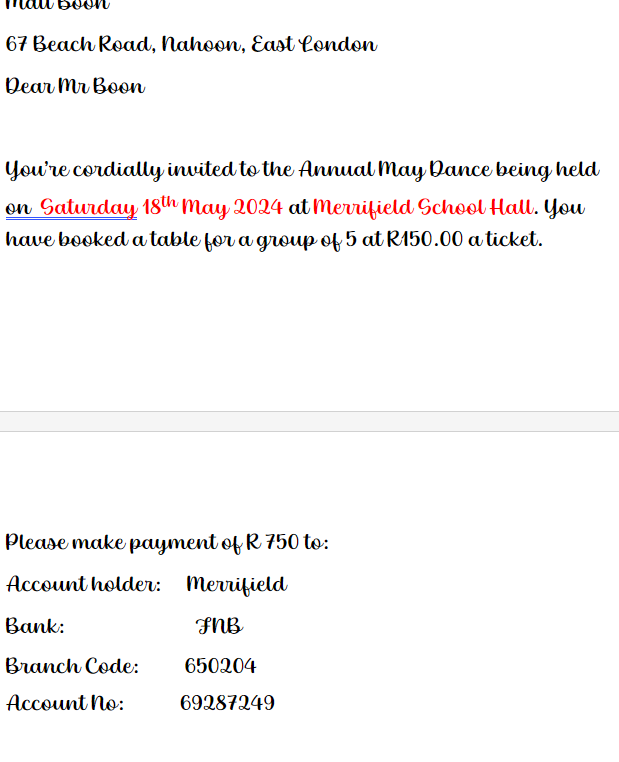 Boon
67 Beach Road, Nahoon, East London
Dear Mr Boon
You're cordially invited to the Annual May Dance being held
on Saturday 18th May 2024 at Merrifield School Hall. You
have booked a table for a group of 5 at R150.00 a ticket.
Please make payment of R 750 to:
Account holder: Merrifield
Bank: FNB
Branch Code: 650204
Account No: 69287249